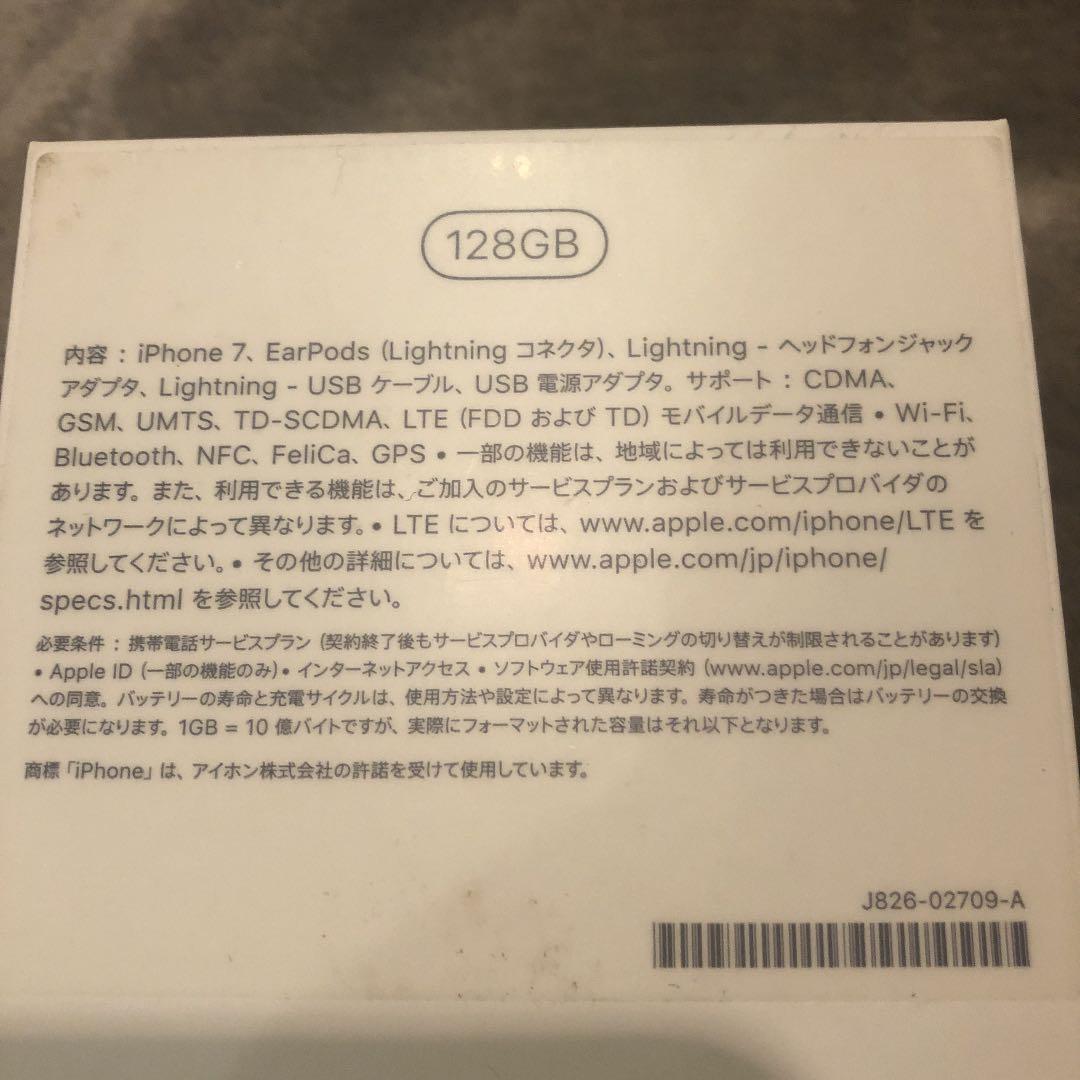 128GB
内容 : iPhone 7、EarPods (Lightning コネクタ)、Lightning - ヘッドフォンジャック
アダプタ、Lightning - USB ケーブル、USB 電源アダプタ。サポート : CDMA、
GSM、UMTS、TD-SCDMA、LTE (FDD および TD) モバイルデータ通信 • Wi-Fi、
Bluetooth、NFC、FeliCa、GPS • 一部の機能は、地域によっては利用できないことが
あります。また、利用できる機能は、ご加入のサービスプランおよびサービスプロバイダの
ネットワークによって異なります。• LTE については、www.apple.com/iphone/LTE を
参照してください。• その他の詳細については、www.apple.com/jp/iphone/
specs.html を参照してください。
必要条件 : 携帯電話サービスプラン (契約終了後もサービスプロバイダやローミングの切り替えが制限されることがあります)
• Apple ID (一部の機能のみ) • インターネットアクセス • ソフトウェア使用許諾契約 (www.apple.com/jp/legal/sla)
への同意。バッテリーの寿命と充電サイクルは、使用方法や設定によって異なります。寿命がつきた場合はバッテリーの交換
が必要になります。1GB = 10 億バイトですが、実際にフォーマットされた容量はそれ以下となります。
商標「iPhone」は、アイホン株式会社の許諾を受けて使用しています。
J826-02709-A